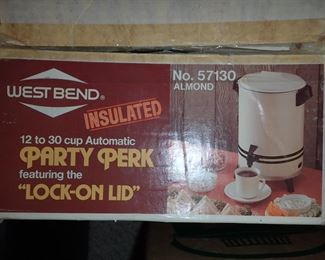 WEST BEND®
INSULATED
No. 57130
ALMOND
12 to 30 cup Automatic
PARTY PERK
featuring the
"LOCK-ON LID"